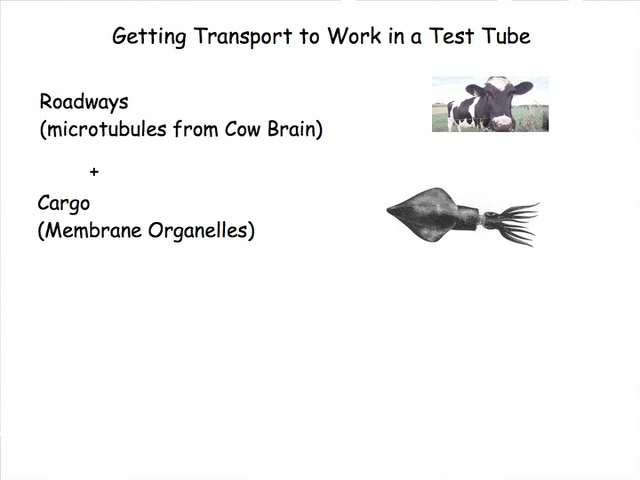 Getting Transport to Work in a Test Tube
Roadways
(microtubules from Cow Brain)
+
Cargo
(Membrane Organelles)